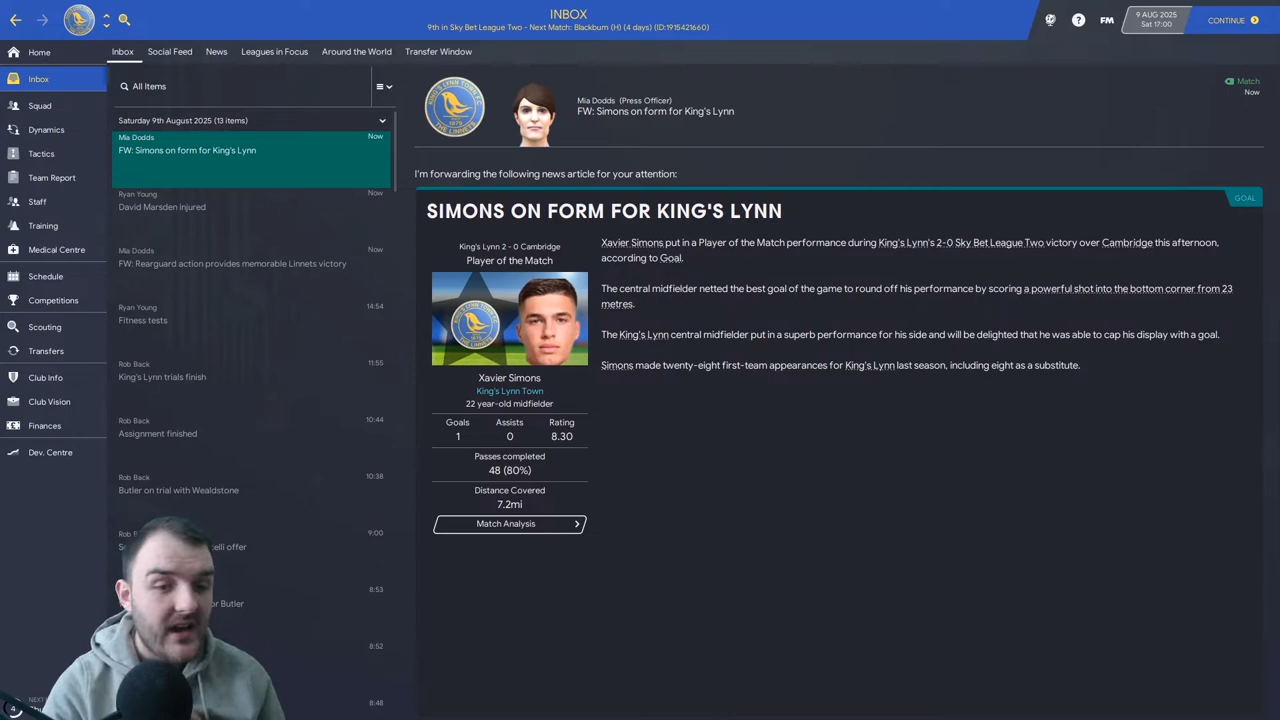 INBOX
9th in Sky Bet League Two - Next Match: Blackburn (H) (4 days) (ID:1915421660)
FM
9 AUG 2025
Sat 17:00
CONTINUE
Home
Inbox
Squad
Dynamics
Tactics
Team Report
Staff
Training
Medical Centre
Schedule
Competitions
Scouting
Transfers
Club Info
Club Vision
Finances
Dev. Centre
Inbox
Social Feed
News
Leagues in Focus
Around the World
Transfer Window
All Items
Saturday 9th August 2025 (13 items)
Mia Dodds
Now
FW: Simons on form for King's Lynn
Ryan Young
Now
David Marsden injured
Mia Dodds
Now
FW: Rearguard action provides memorable Linnets victory
Ryan Young
14:54
Fitness tests
Rob Back
11:55
King's Lynn trials finish
Rob Back
10:44
Assignment finished
Rob Back
10:38
Butler on trial with Wealdstone
Rob B
9:00
offer
8:53
or Butler
8:52
8:48
KING'S LYNN TOWN FC
1879
THE LINNETS
Mia Dodds (Press Officer)
FW: Simons on form for King's Lynn
Match
Now
I'm forwarding the following news article for your attention:
GOAL
SIMONS ON FORM FOR KING'S LYNN
King's Lynn 2 - 0 Cambridge
Player of the Match
Xavier Simons
King's Lynn Town
22 year-old midfielder
Goals
Assists
Rating
1
0
8.30
Passes completed
48 (80%)
Distance Covered
7.2mi
Match Analysis
Xavier Simons put in a Player of the Match performance during King's Lynn's 2-0 Sky Bet League Two victory over Cambridge this afternoon,
according to Goal.
The central midfielder netted the best goal of the game to round off his performance by scoring a powerful shot into the bottom corner from 23
metres.
The King's Lynn central midfielder put in a superb performance for his side and will be delighted that he was able to cap his display with a goal.
Simons made twenty-eight first-team appearances for King's Lynn last season, including eight as a substitute.